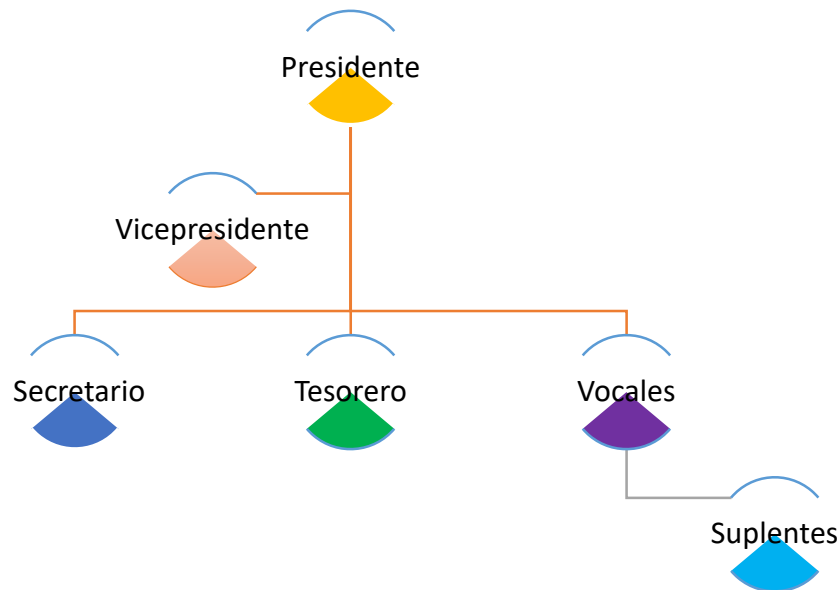 Presidente
Vicepresidente
Secretario
Tesorero
Vocales
Suplentes